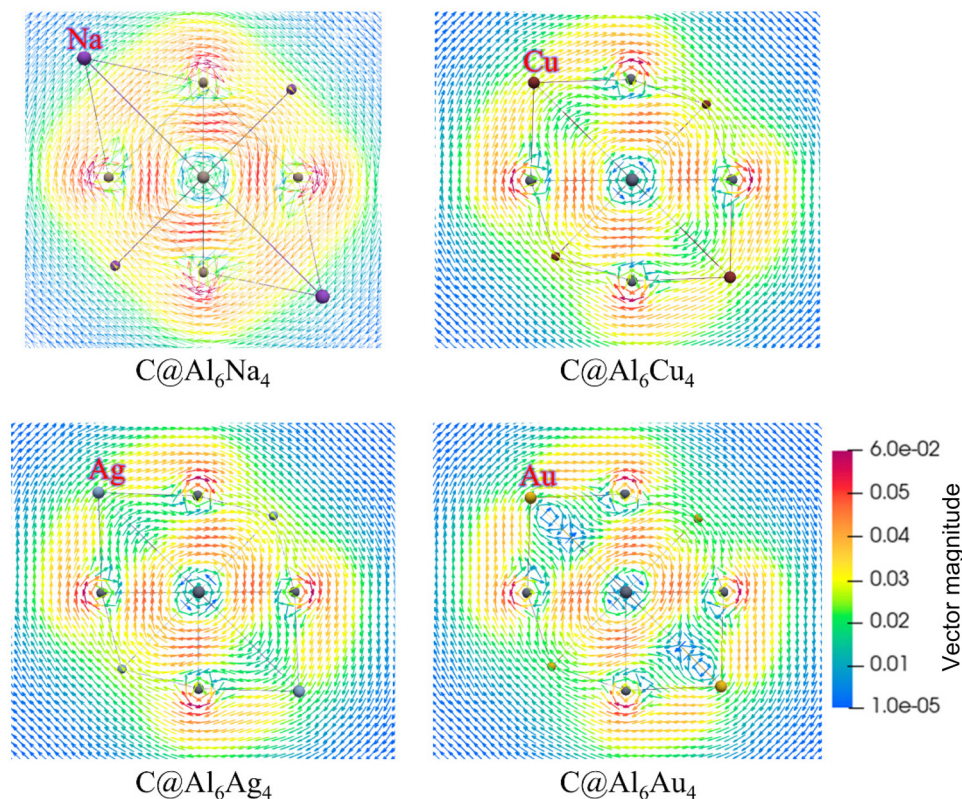 Na
Cu
C@Al₆Na₄
C@Al₆Cu₄
Ag
Au
6.0e-02
0.05
0.04
0.03
0.02
0.01
1.0e-05
Vector magnitude
C@Al₆Ag₄
C@Al₆Au₄